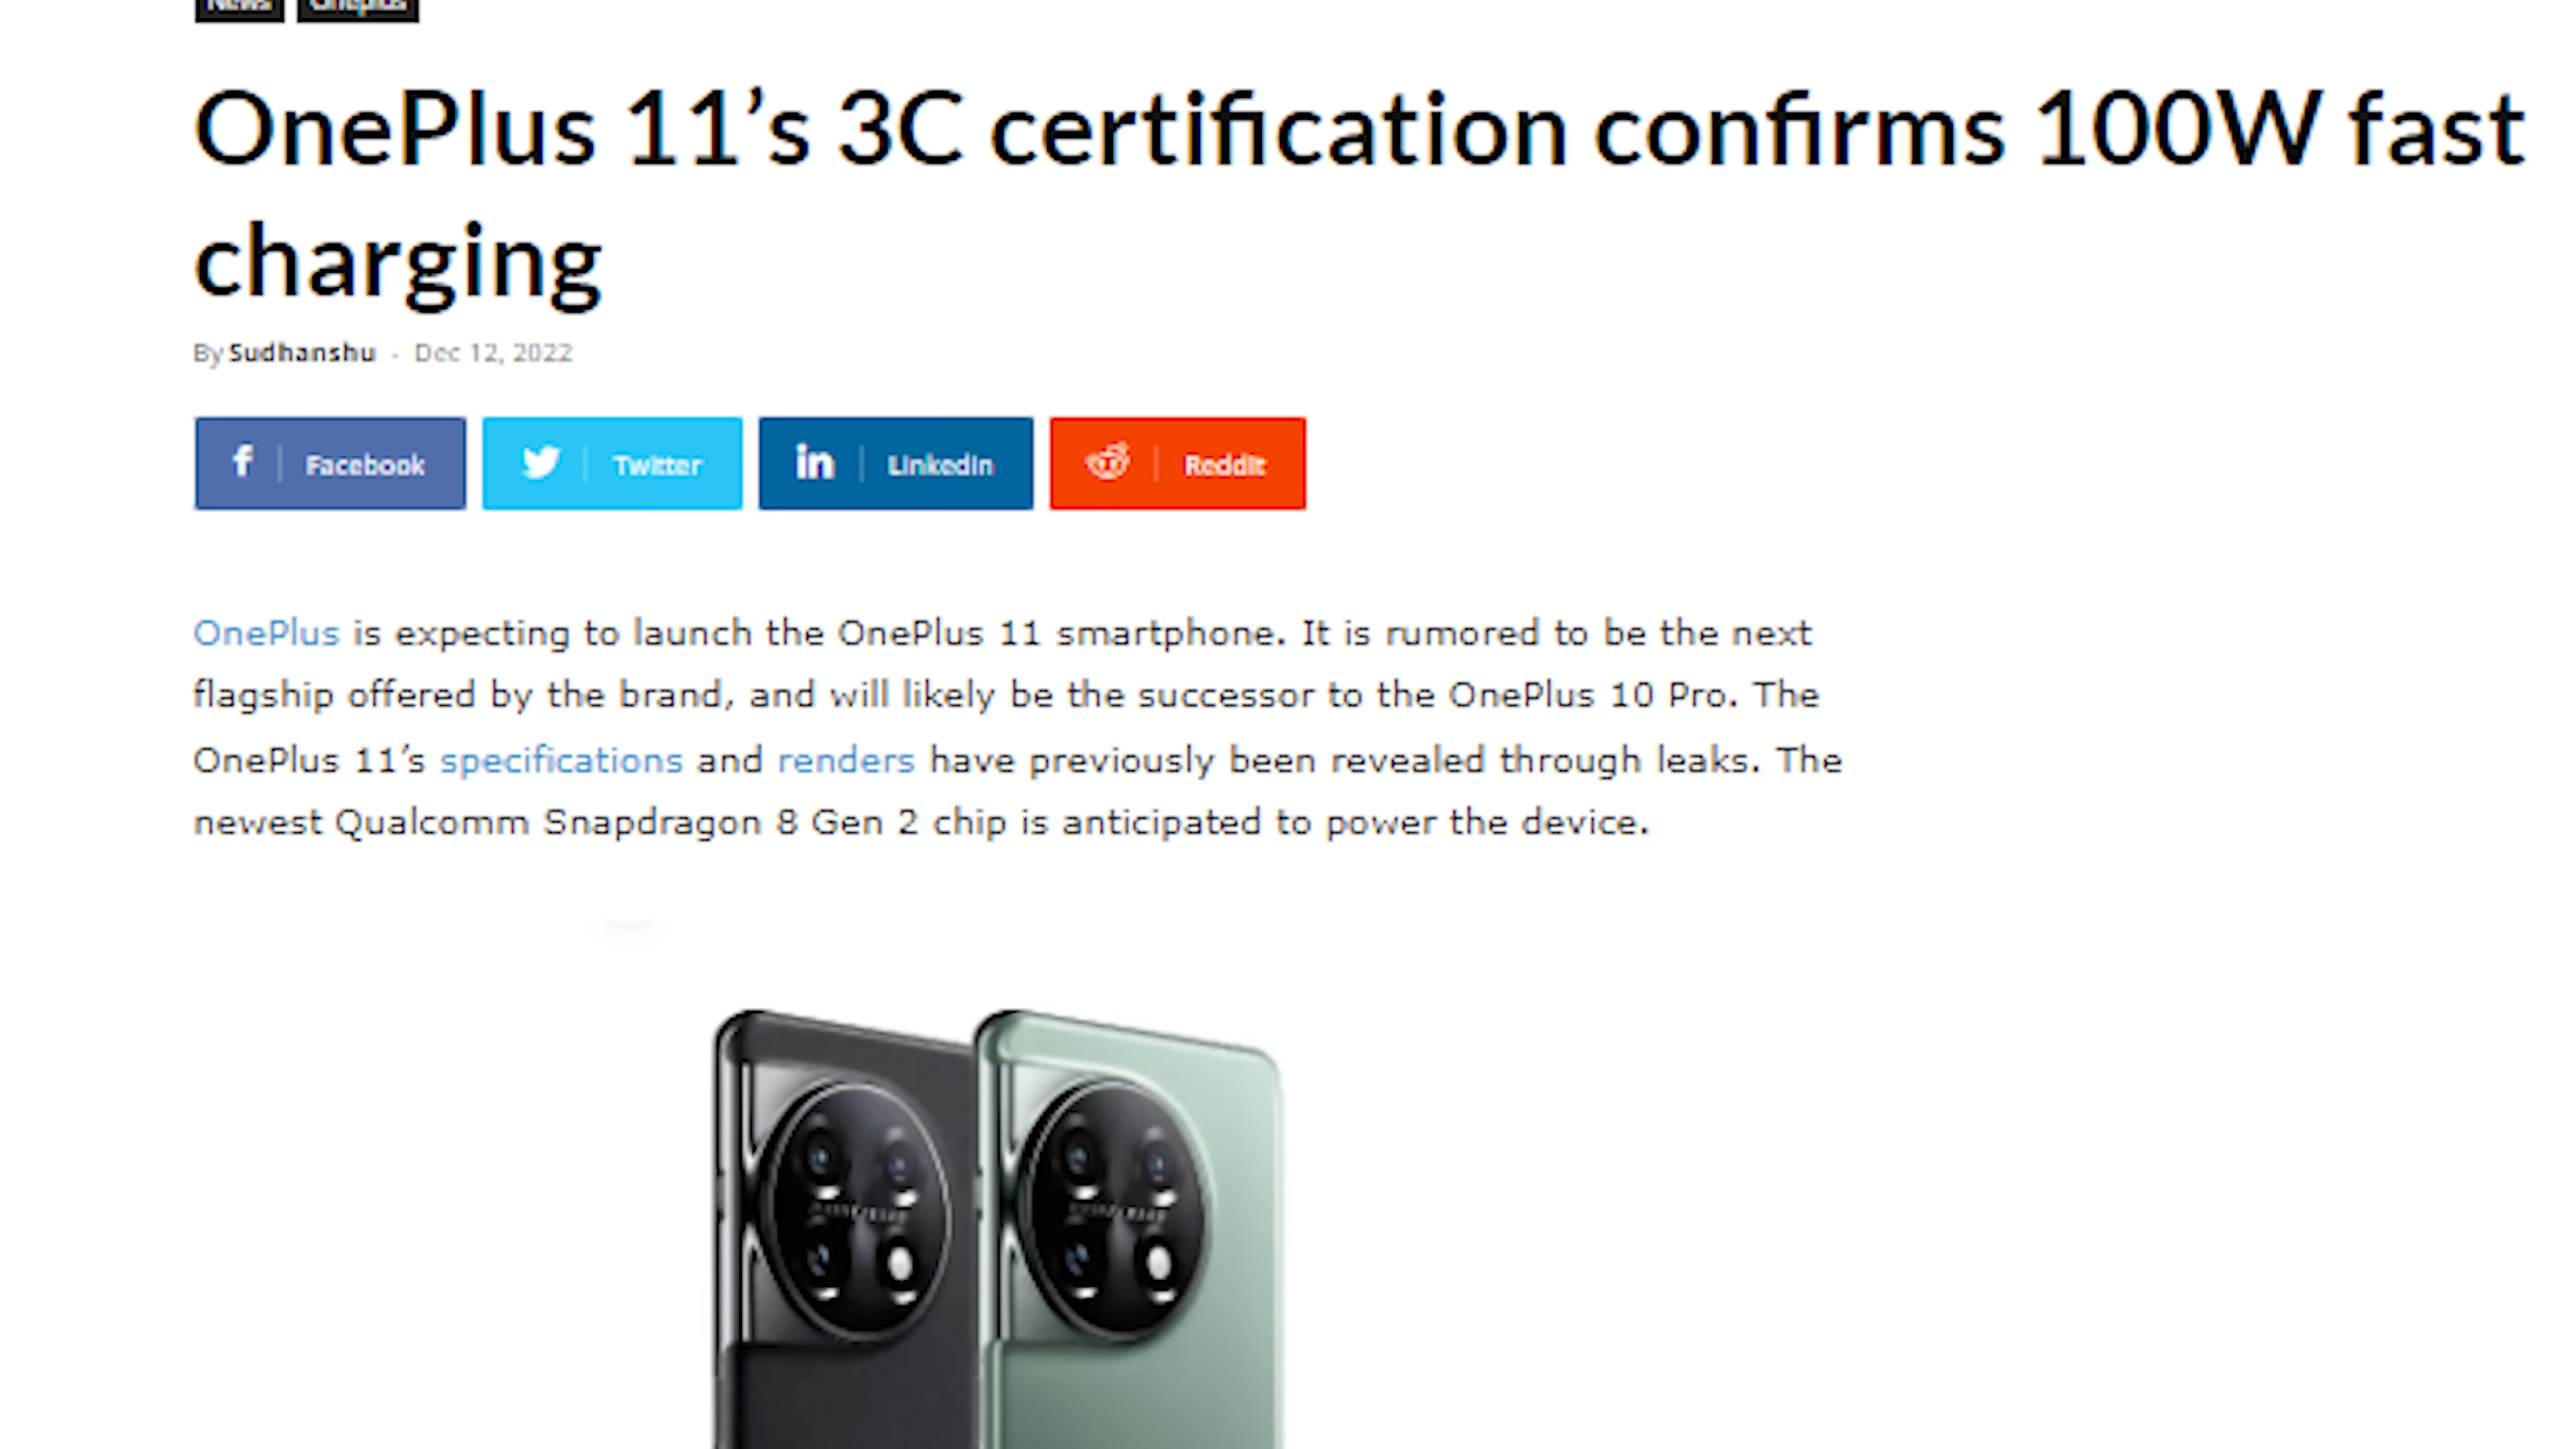 News Oneplus
OnePlus 11’s 3C certification confirms 100W fast
charging
By Sudhanshu - Dec 12, 2022
f Facebook Twitter in Linkedin Reddit
OnePlus is expecting to launch the OnePlus 11 smartphone. It is rumored to be the next
flagship offered by the brand, and will likely be the successor to the OnePlus 10 Pro. The
OnePlus 11’s specifications and renders have previously been revealed through leaks. The
newest Qualcomm Snapdragon 8 Gen 2 chip is anticipated to power the device.